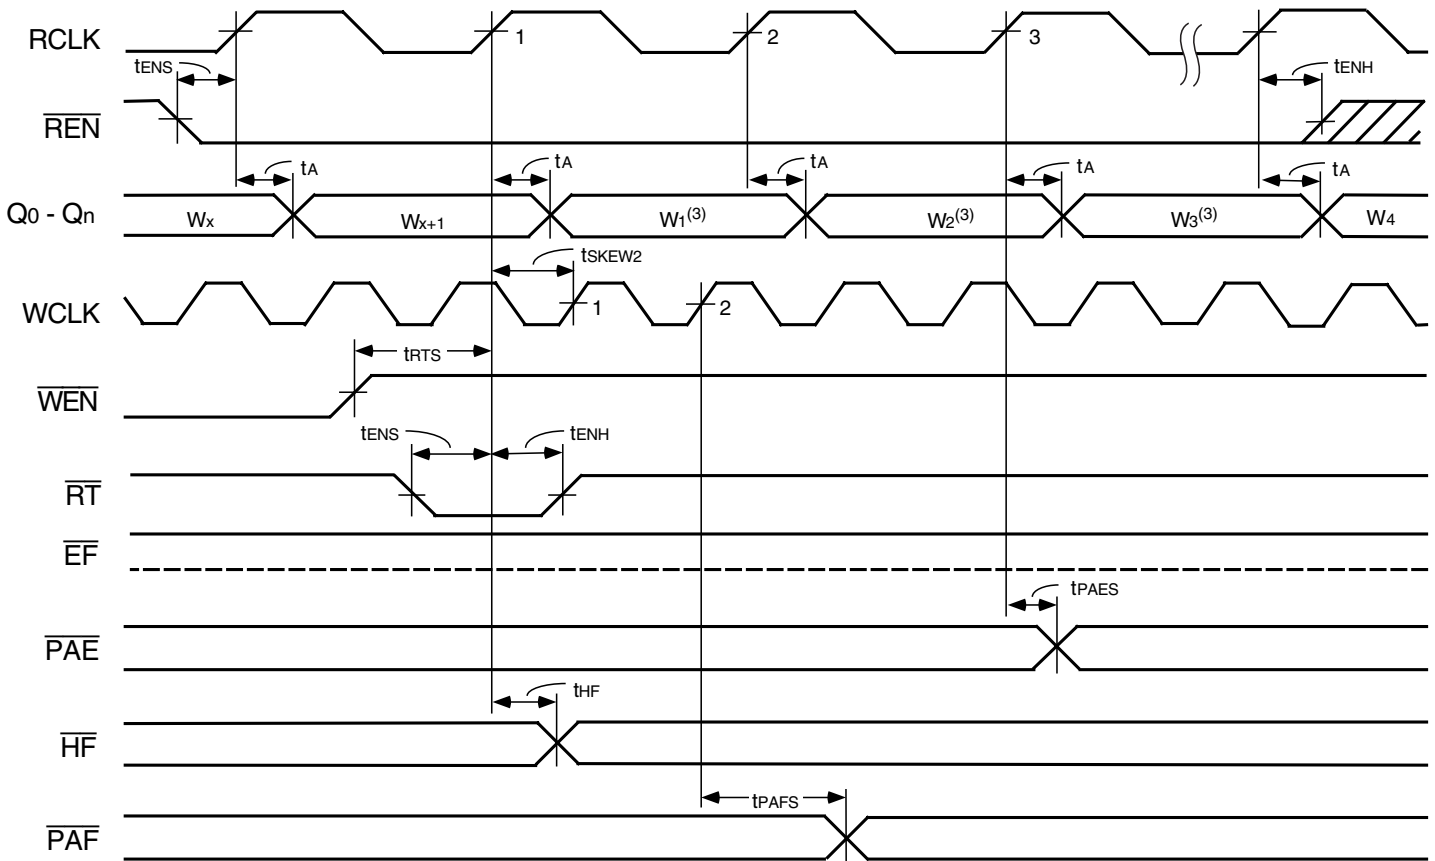 RCLK 1 2 3
tENS tENH
REN
tA tA tA tA tA
Q0 - Qn Wx Wx+1 W1(3) W2(3) W3(3) W4
tSKEW2
WCLK 1 2
tRTS
WEN
tENS tENH
RT
EF
tPAES
PAE
tHF
HF
tPAFS
PAF